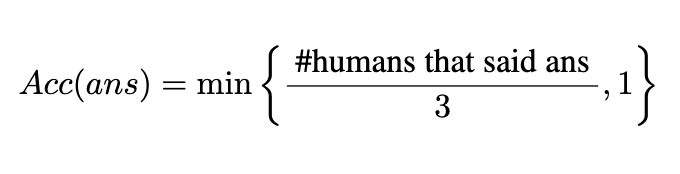 Acc(ans) = min { #humans that said ans / 3 , 1 }